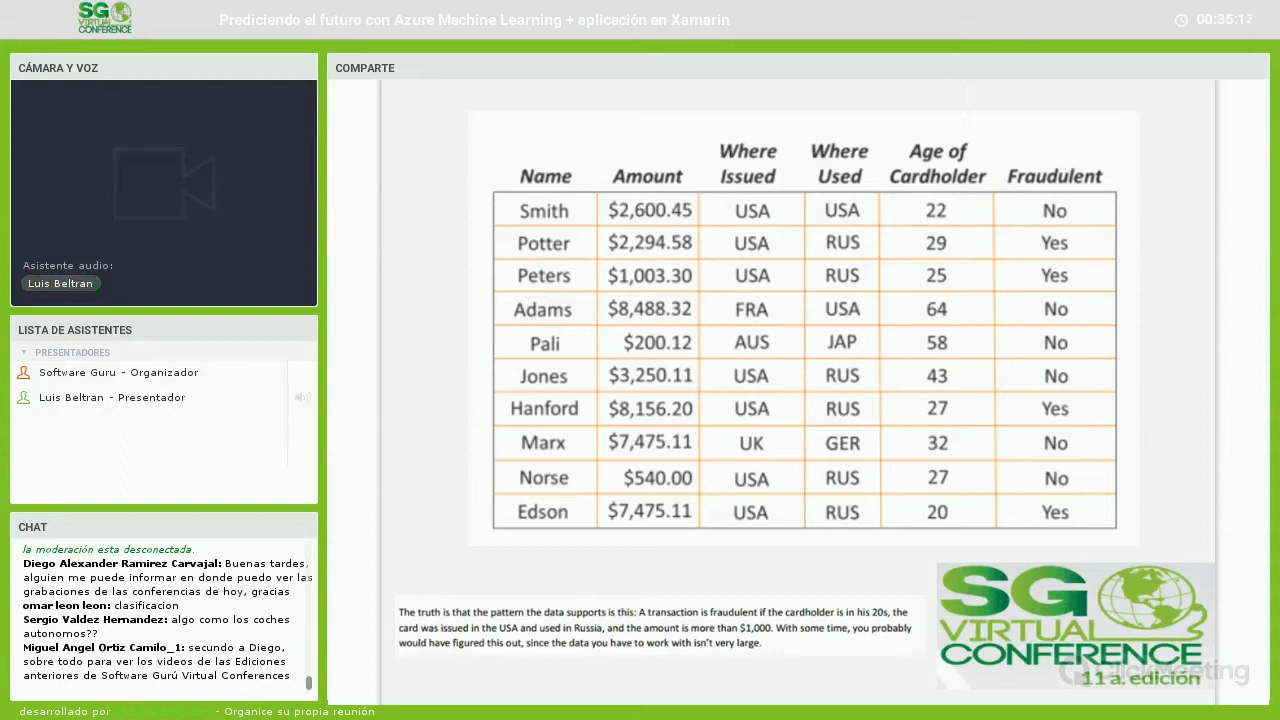 SG
VIRTUAL
CONFERENCE
Prediciendo el futuro con Azure Machine Learning + aplicación en Xamarin
CÁMARA Y VOZ
Asistente audio:
Luis Beltran
LISTA DE ASISTENTES
PRESENTADORES
Software Guru - Organizador
Luis Beltran - Presentador
CHAT
la moderación esta desconectada.
Diego Alexander Ramirez Carvajal: Buenas tardes,
alguien me puede informar en donde puedo ver las
grabaciones de las conferencias de hoy, gracias
omar leon leon: clasificacion
Sergio Valdez Hernandez: algo como los coches
autonomos??
Miguel Angel Ortiz Camilo_1: secundo a Diego,
sobre todo para ver los videos de las Ediciones
anteriores de Software Gurú Virtual Conferences
desarrollado por - Organice su propia reunión
COMPARTE
Name Amount Where Issued Where Used Age of Cardholder Fraudulent
Smith $2,600.45 USA USA 22 No
Potter $2,294.58 USA RUS 29 Yes
Peters $1,003.30 USA RUS 25 Yes
Adams $8,488.32 FRA USA 64 No
Pali $200.12 AUS JAP 58 No
Jones $3,250.11 USA RUS 43 No
Hanford $8,156.20 USA RUS 27 Yes
Marx $7,475.11 UK GER 32 No
Norse $540.00 USA RUS 27 No
Edson $7,475.11 USA RUS 20 Yes
The truth is that the pattern the data supports is this: A transaction is fraudulent if the cardholder is in his 20s, the
card was issued in the USA and used in Russia, and the amount is more than $1,000. With some time, you probably
would have figured this out, since the data you have to work with isn't very large.
SG
VIRTUAL
CONFERENCE
ClickMeeting
11 a. edición